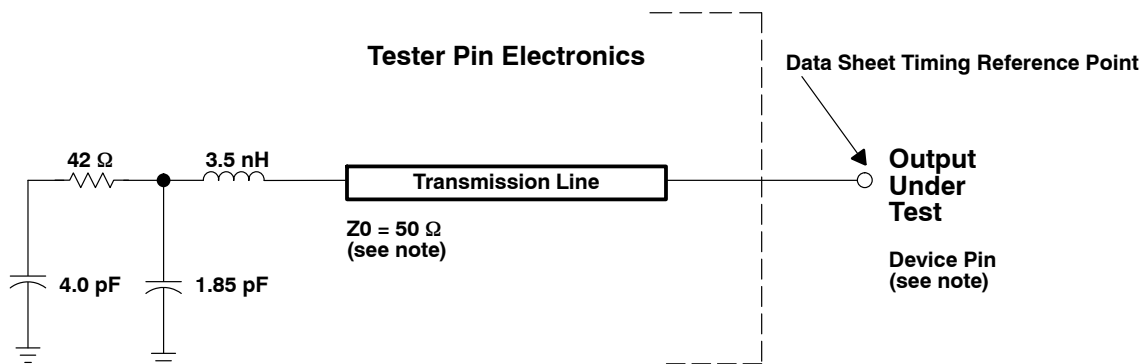 Tester Pin Electronics
Data Sheet Timing Reference Point
42 Ω
3.5 nH
Transmission Line
Output
Under
Test
Z0 = 50 Ω
(see note)
Device Pin
(see note)
4.0 pF
1.85 pF